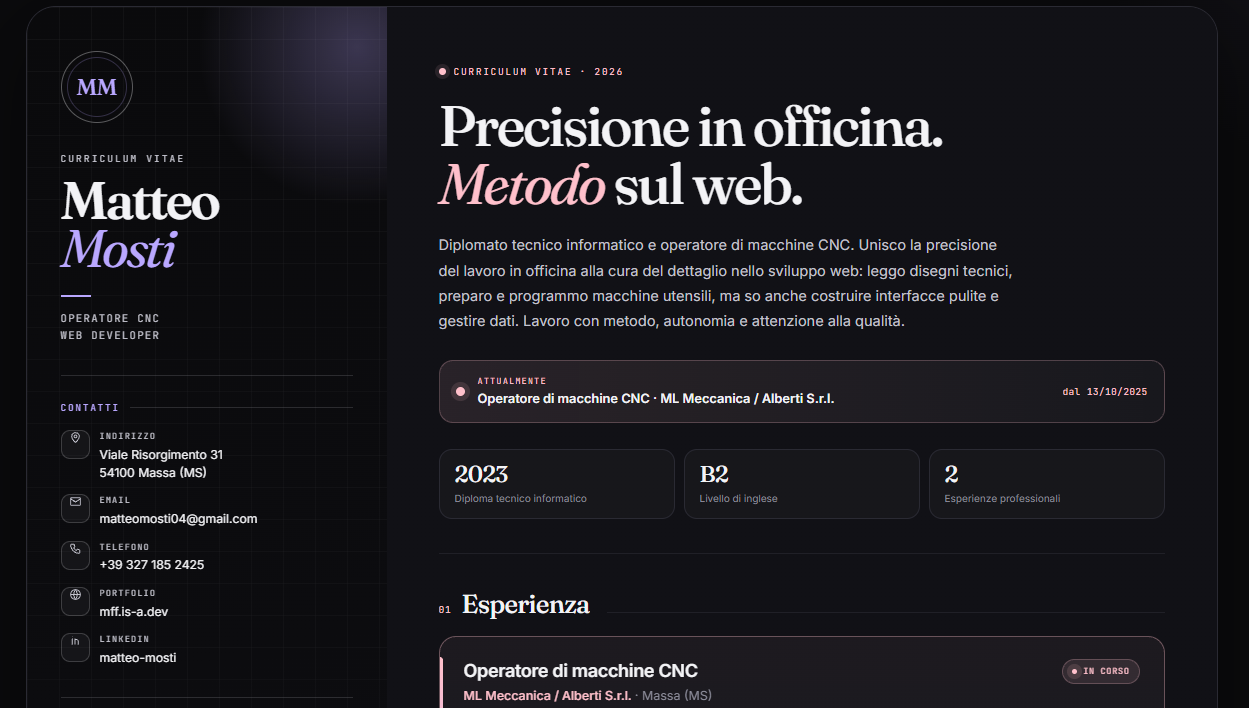 MM
CURRICULUM VITAE
Matteo
Mosti
OPERATORE CNC
WEB DEVELOPER
CONTATTI
INDIRIZZO
Viale Risorgimento 31
54100 Massa (MS)
EMAIL
matteomosti04@gmail.com
TELEFONO
+39 327 185 2425
PORTFOLIO
mff.is-a.dev
in
LINKEDIN
matteo-mosti
CURRICULUM VITAE · 2026
Precisione in officina.
Metodo sul web.
Diplomato tecnico informatico e operatore di macchine CNC. Unisco la precisione
del lavoro in officina alla cura del dettaglio nello sviluppo web: leggo disegni tecnici,
preparo e programmo macchine utensili, ma so anche costruire interfacce pulite e
gestire dati. Lavoro con metodo, autonomia e attenzione alla qualità.
ATTUALMENTE
Operatore di macchine CNC · ML Meccanica / Alberti S.r.l.
dal 13/10/2025
2023
Diploma tecnico informatico
B2
Livello di inglese
2
Esperienze professionali
01 Esperienza
Operatore di macchine CNC
IN CORSO
ML Meccanica / Alberti S.r.l. · Massa (MS)